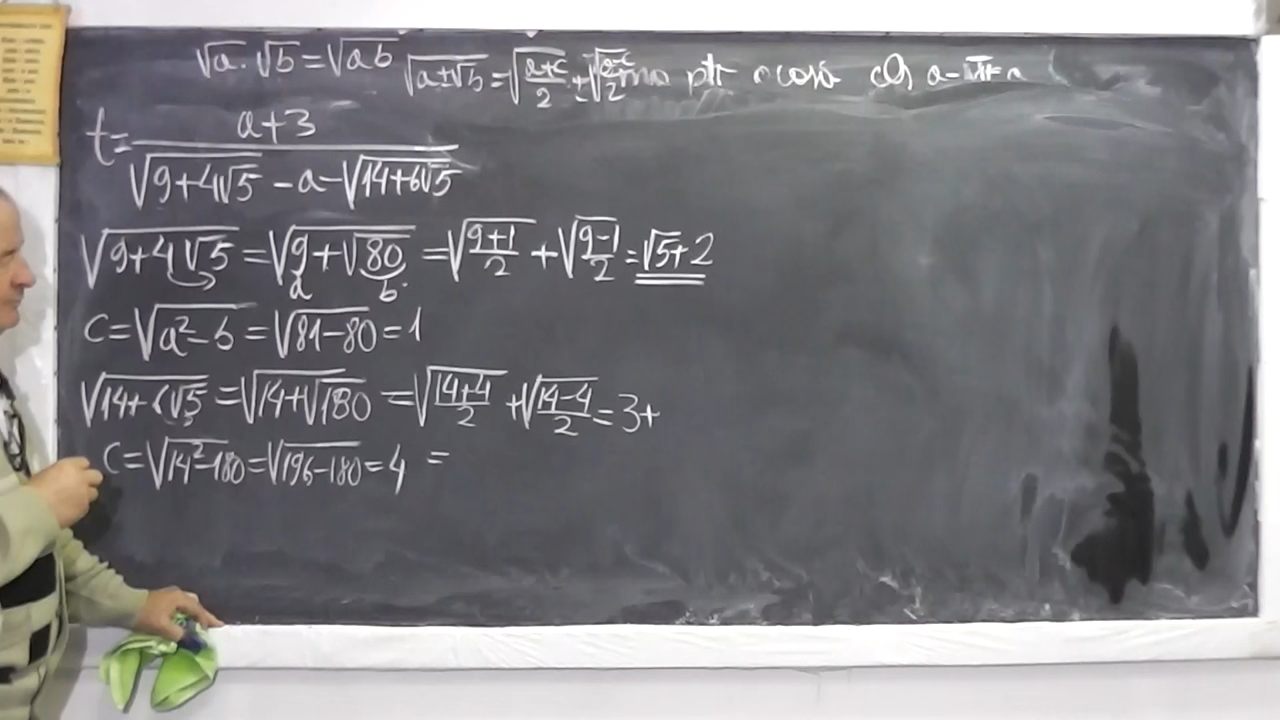 √a · √b = √ab √a±√b = √(a+c)/2 ± √(a-c)/2
t = (a+3)/(√9+4√5 - a - √14+6√5)
√9+4√5 = √9+√80 = √(9+1)/2 + √(9-1)/2 = √5+2
a b
C = √a²-b = √81-80 = 1
√14+6√5 = √14+√180 = √(14+4)/2 + √(14-4)/2 = 3+
C = √14²-180 = √196-180 = 4 =